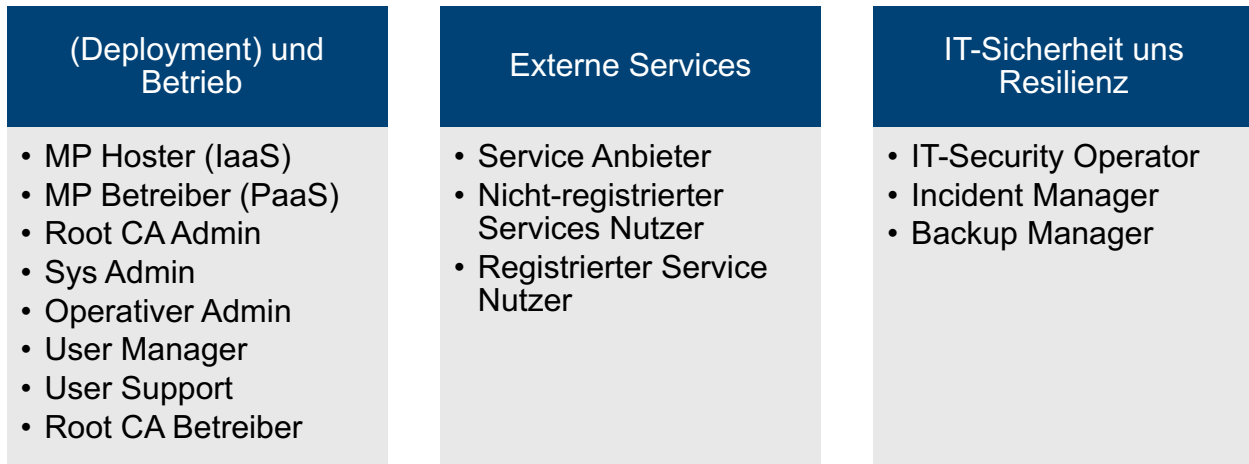 (Deployment) und
Betrieb
• MP Hoster (IaaS)
• MP Betreiber (PaaS)
• Root CA Admin
• Sys Admin
• Operativer Admin
• User Manager
• User Support
• Root CA Betreiber
Externe Services
• Service Anbieter
• Nicht-registrierter
Services Nutzer
• Registrierter Service
Nutzer
IT-Sicherheit uns
Resilienz
• IT-Security Operator
• Incident Manager
• Backup Manager